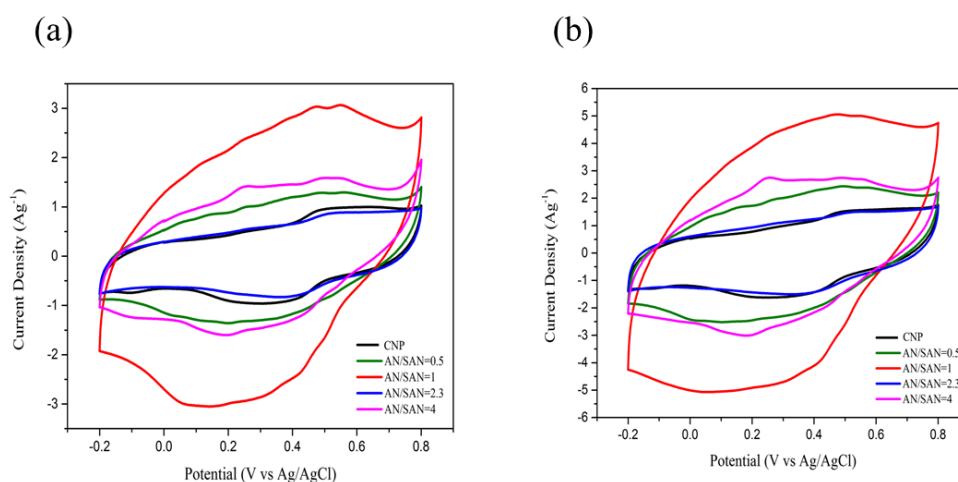 (a)
(b)
Current Density (Ag⁻¹)
3
2
1
0
-1
-2
-3
CNP
AN/SAN=0.5
AN/SAN=1
AN/SAN=2.3
AN/SAN=4
-0.2 0.0 0.2 0.4 0.6 0.8
Potential (V vs Ag/AgCl)
Current Density (Ag⁻¹)
6
5
4
3
2
1
0
-1
-2
-3
-4
-5
-6
CNP
AN/SAN=0.5
AN/SAN=1
AN/SAN=2.3
AN/SAN=4
-0.2 0.0 0.2 0.4 0.6 0.8
Potential (V vs Ag/AgCl)